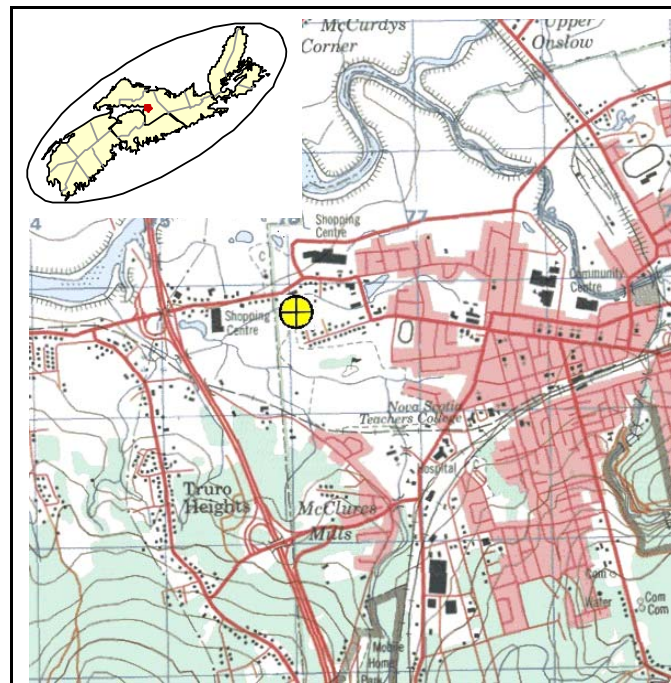 McCurdys
Corner
Upper
Onslow
77
Shopping
Centre
C
Community
Centre
Shopping
Centre
Nova Scotia
Teachers College
Hospital
Truro
Heights
McClures
Mills
Com
Water
Com
Com
Mobile
Home
Park